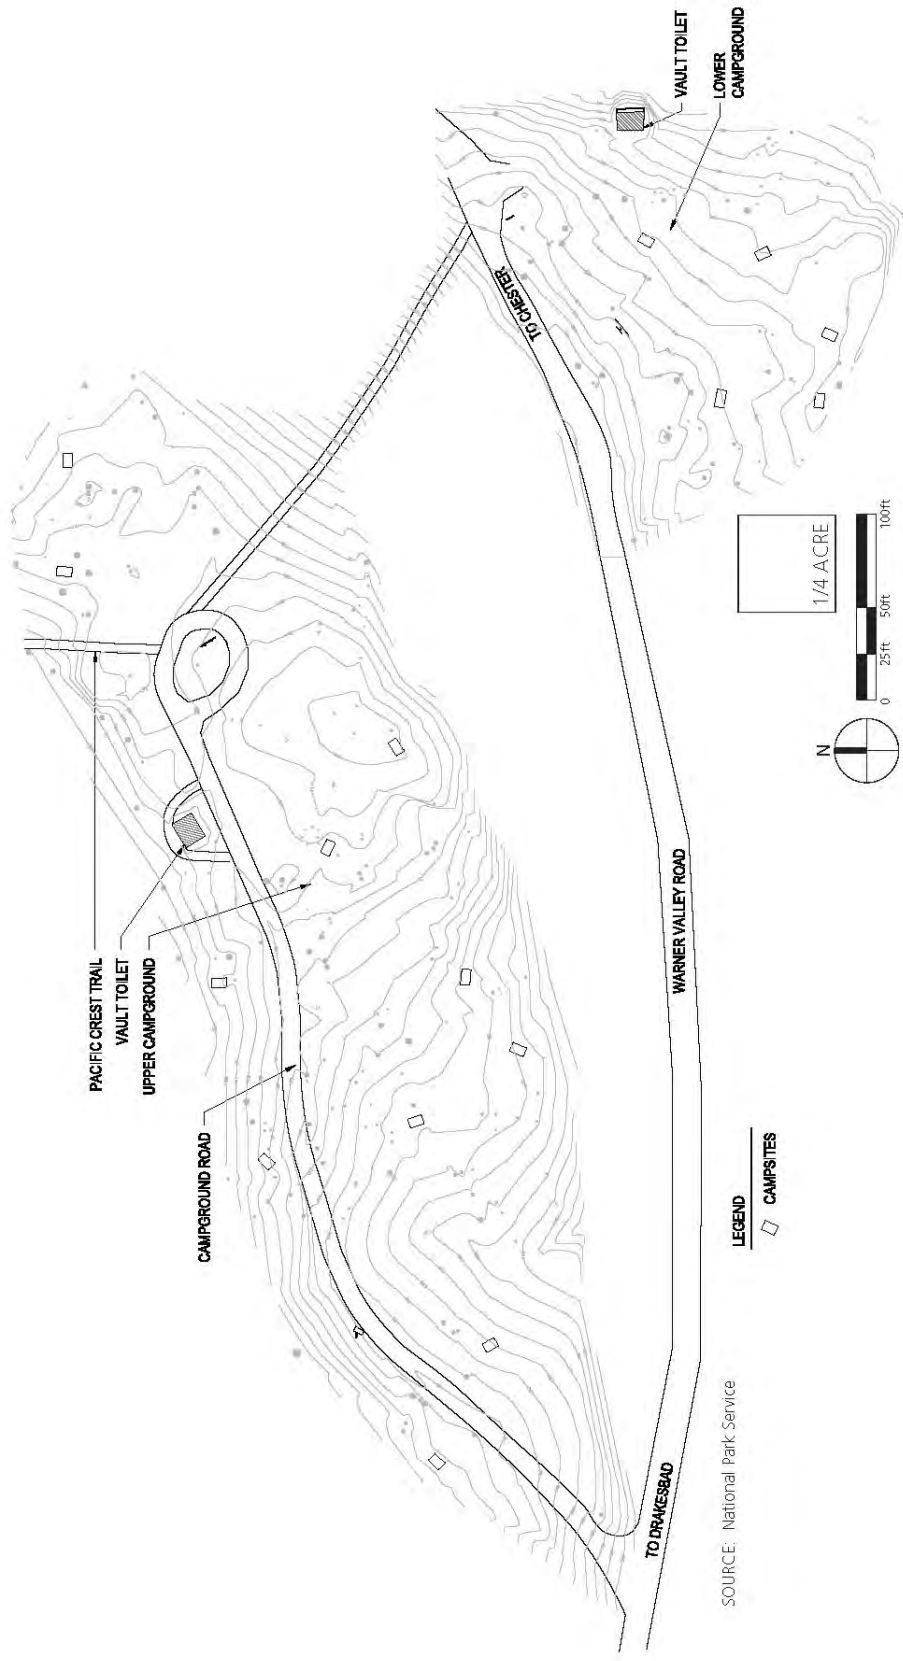 PACIFIC CREST TRAIL
VAULT TOILET
UPPER CAMPGROUND
CAMPGROUND ROAD
VAULT TOILET
LOWER
CAMPGROUND
TO CHESTER
WARNER VALLEY ROAD
TO DRAKESBAD
LEGEND
CAMPSITES
N
1/4 ACRE
0 25ft 50ft 100ft
SOURCE: National Park Service